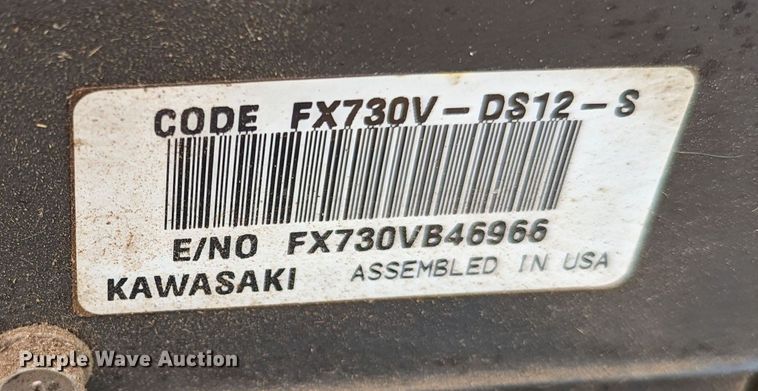 CODE FX730V-DS12-S
E/NO FX730VB46966
KAWASAKI ASSEMBLED IN USA
Purple Wave Auction